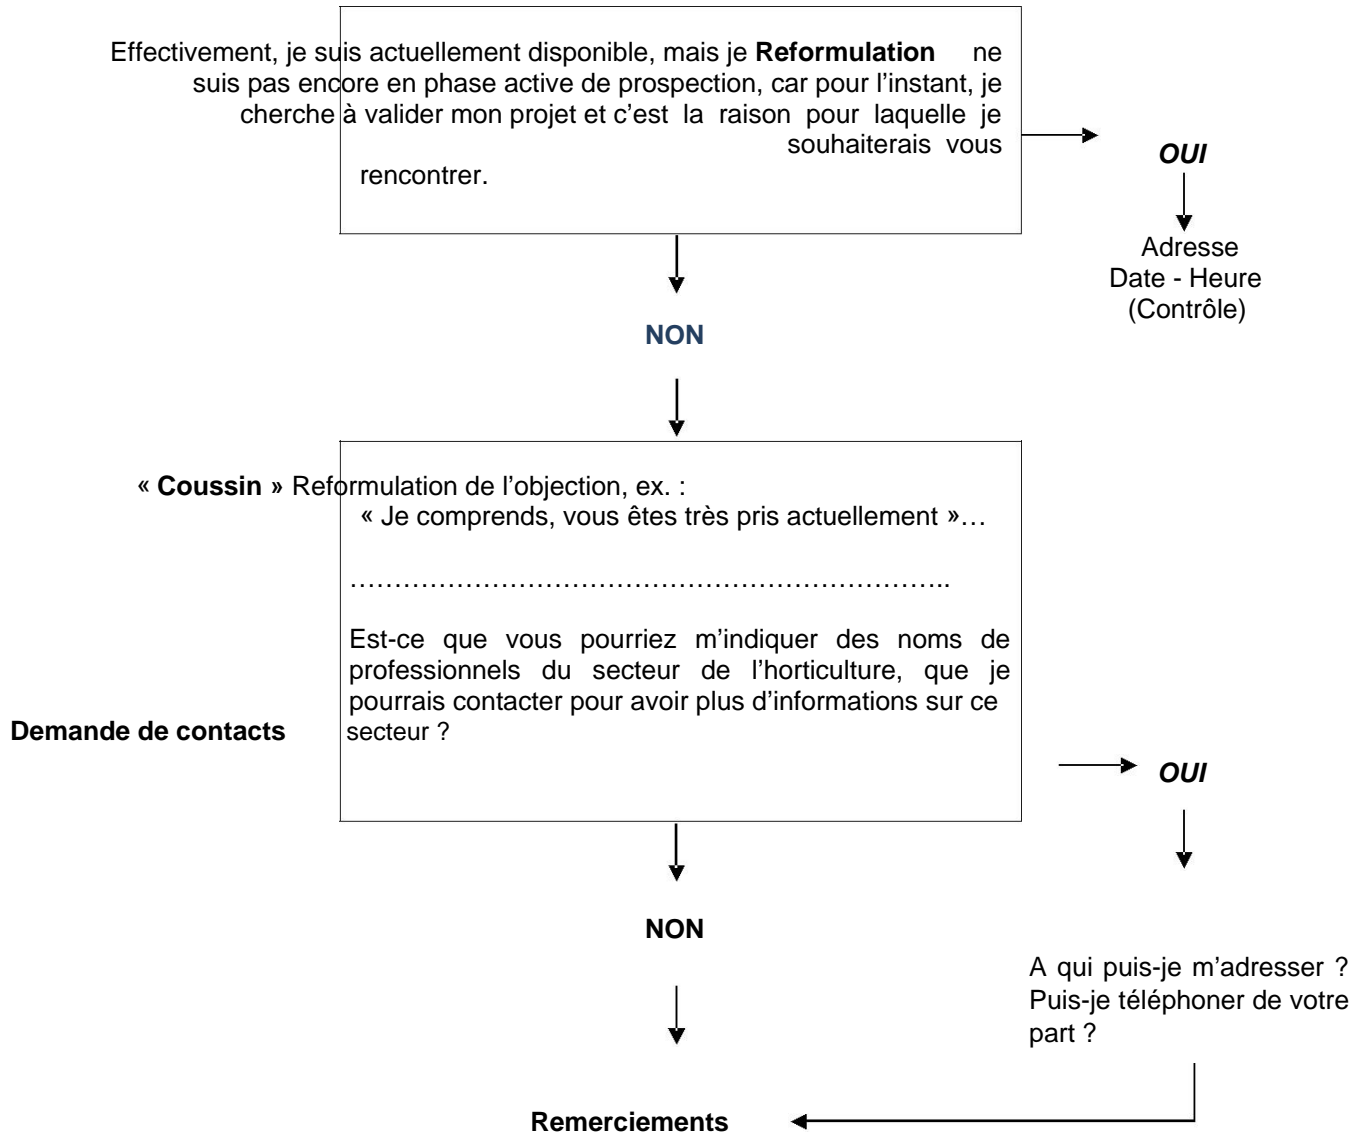 Effectivement, je suis actuellement disponible, mais je Reformulation ne
suis pas encore en phase active de prospection, car pour l'instant, je
cherche à valider mon projet et c'est la raison pour laquelle je
souhaiterais vous
rencontrer.
OUI
Adresse
Date - Heure
(Contrôle)
NON
« Coussin » Reformulation de l'objection, ex. :
« Je comprends, vous êtes très pris actuellement »…
………………………………………………………..
Est-ce que vous pourriez m'indiquer des noms de
professionnels du secteur de l'horticulture, que je
pourrais contacter pour avoir plus d'informations sur ce
Demande de contacts secteur ?
OUI
NON
A qui puis-je m'adresser ?
Puis-je téléphoner de votre
part ?
Remerciements